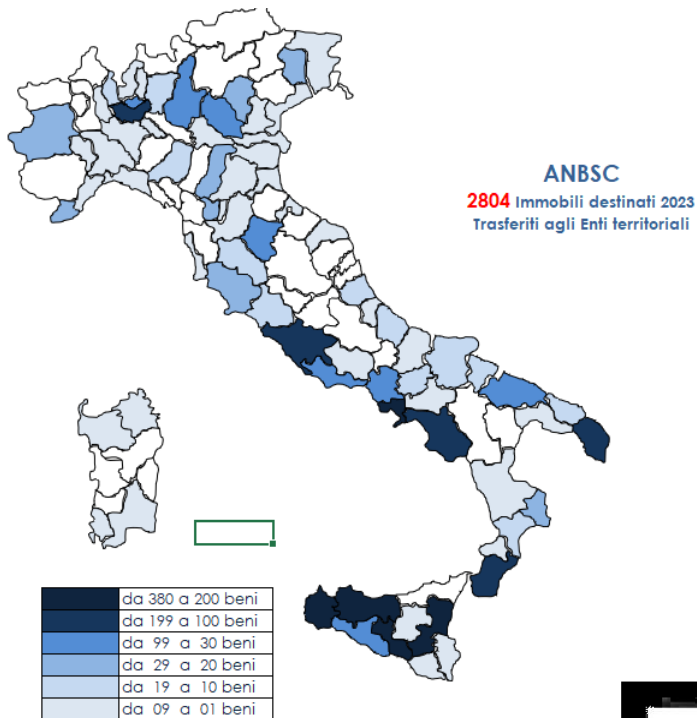 ANBSC
2804 Immobili destinati 2023
Trasferiti agli Enti territoriali
da 380 a 200 beni
da 199 a 100 beni
da 99 a 30 beni
da 29 a 20 beni
da 19 a 10 beni
da 09 a 01 beni